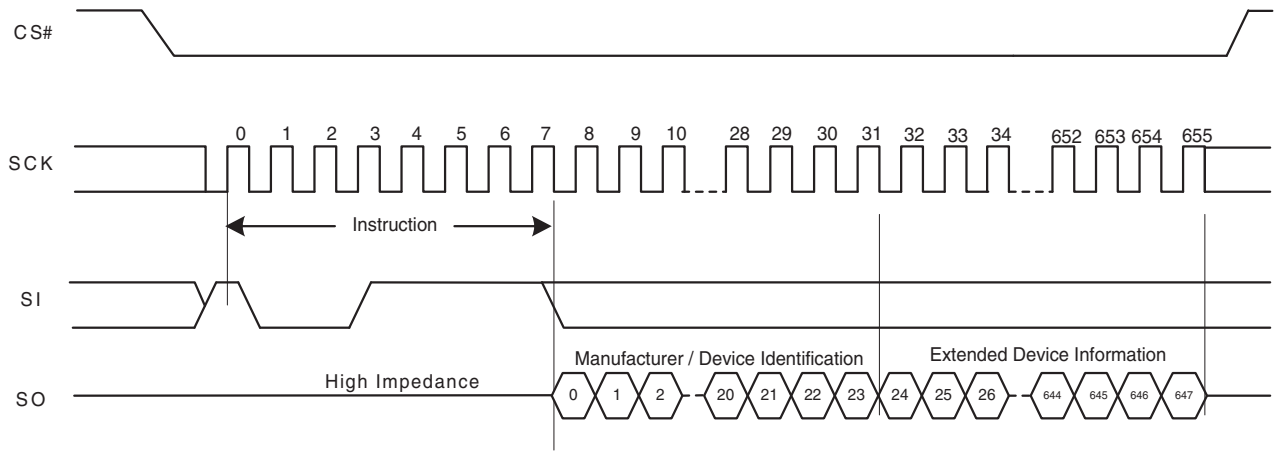 CS#
0 1 2 3 4 5 6 7 8 9 10 28 29 30 31 32 33 34 652 653 654 655
SCK
Instruction
SI
Manufacturer / Device Identification
Extended Device Information
High Impedance
SO
0 1 2 20 21 22 23 24 25 26 644 645 646 647